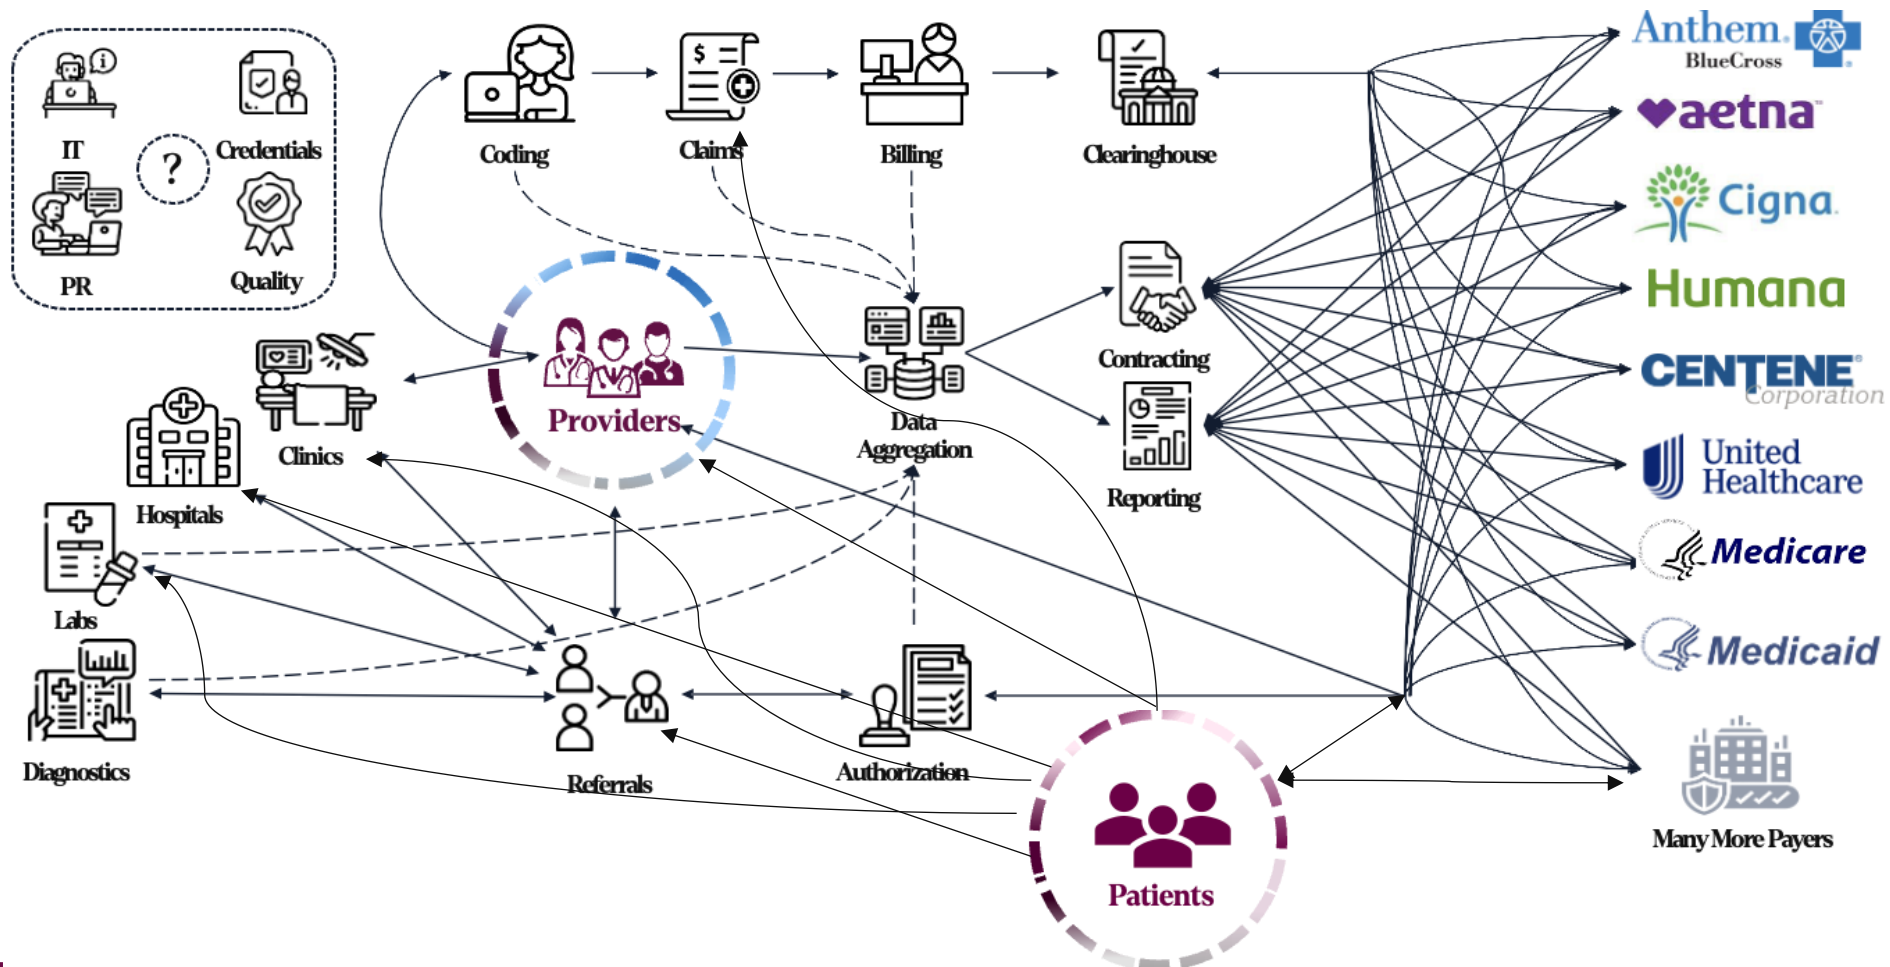 IT
Credentials
?
PR
Quality
Coding
$
Claims
Billing
Clearinghouse
Anthem.
BlueCross
aetna™
Cigna.
Humana
CENTENE®
Corporation
United
Healthcare
Medicare
Medicaid
Many More Payers
Contracting
Reporting
Data
Aggregation
Providers
Clinics
Hospitals
Labs
Diagnostics
Referrals
Authorization
Patients